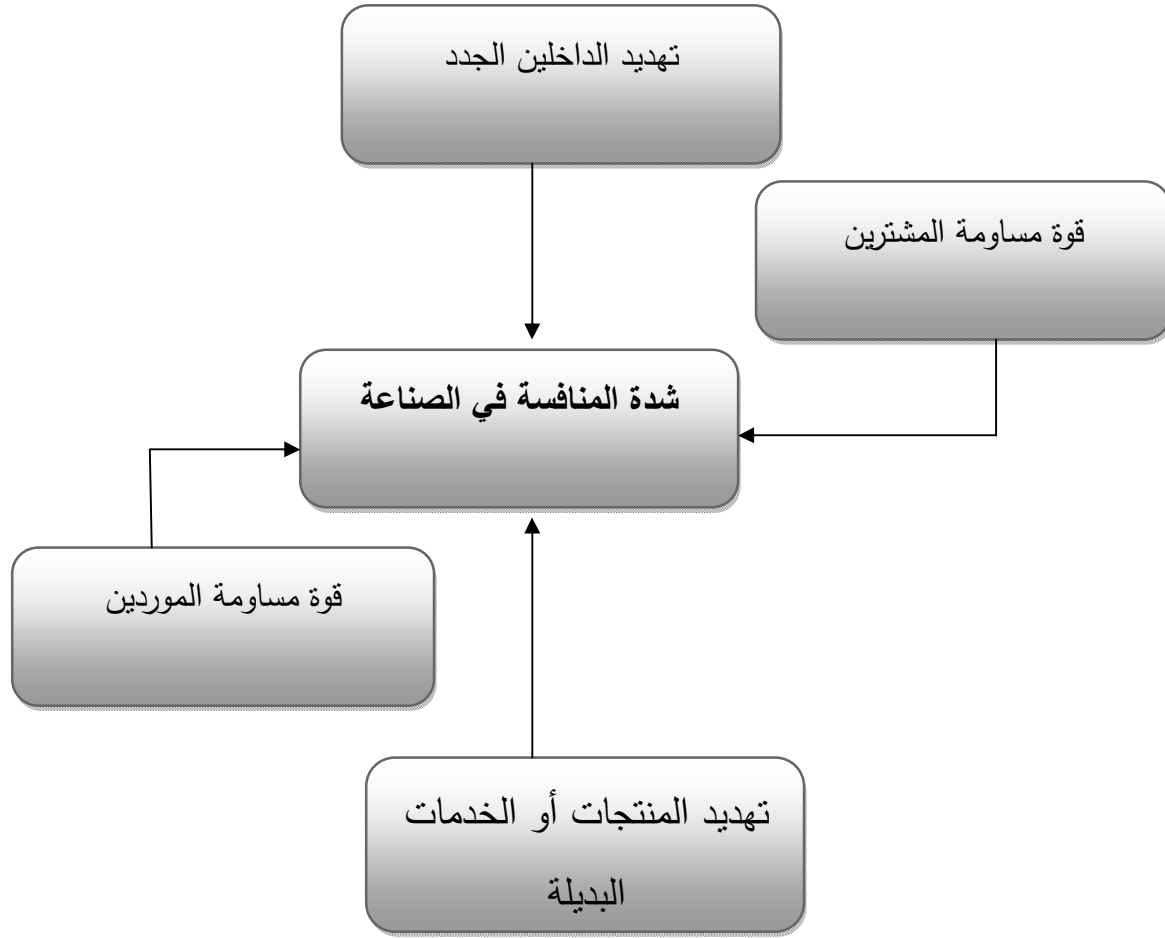 تهديد الداخلين الجدد
قوة مساومة المشترين
شدة المنافسة في الصناعة
قوة مساومة الموردين
تهديد المنتجات أو الخدمات
البديلة